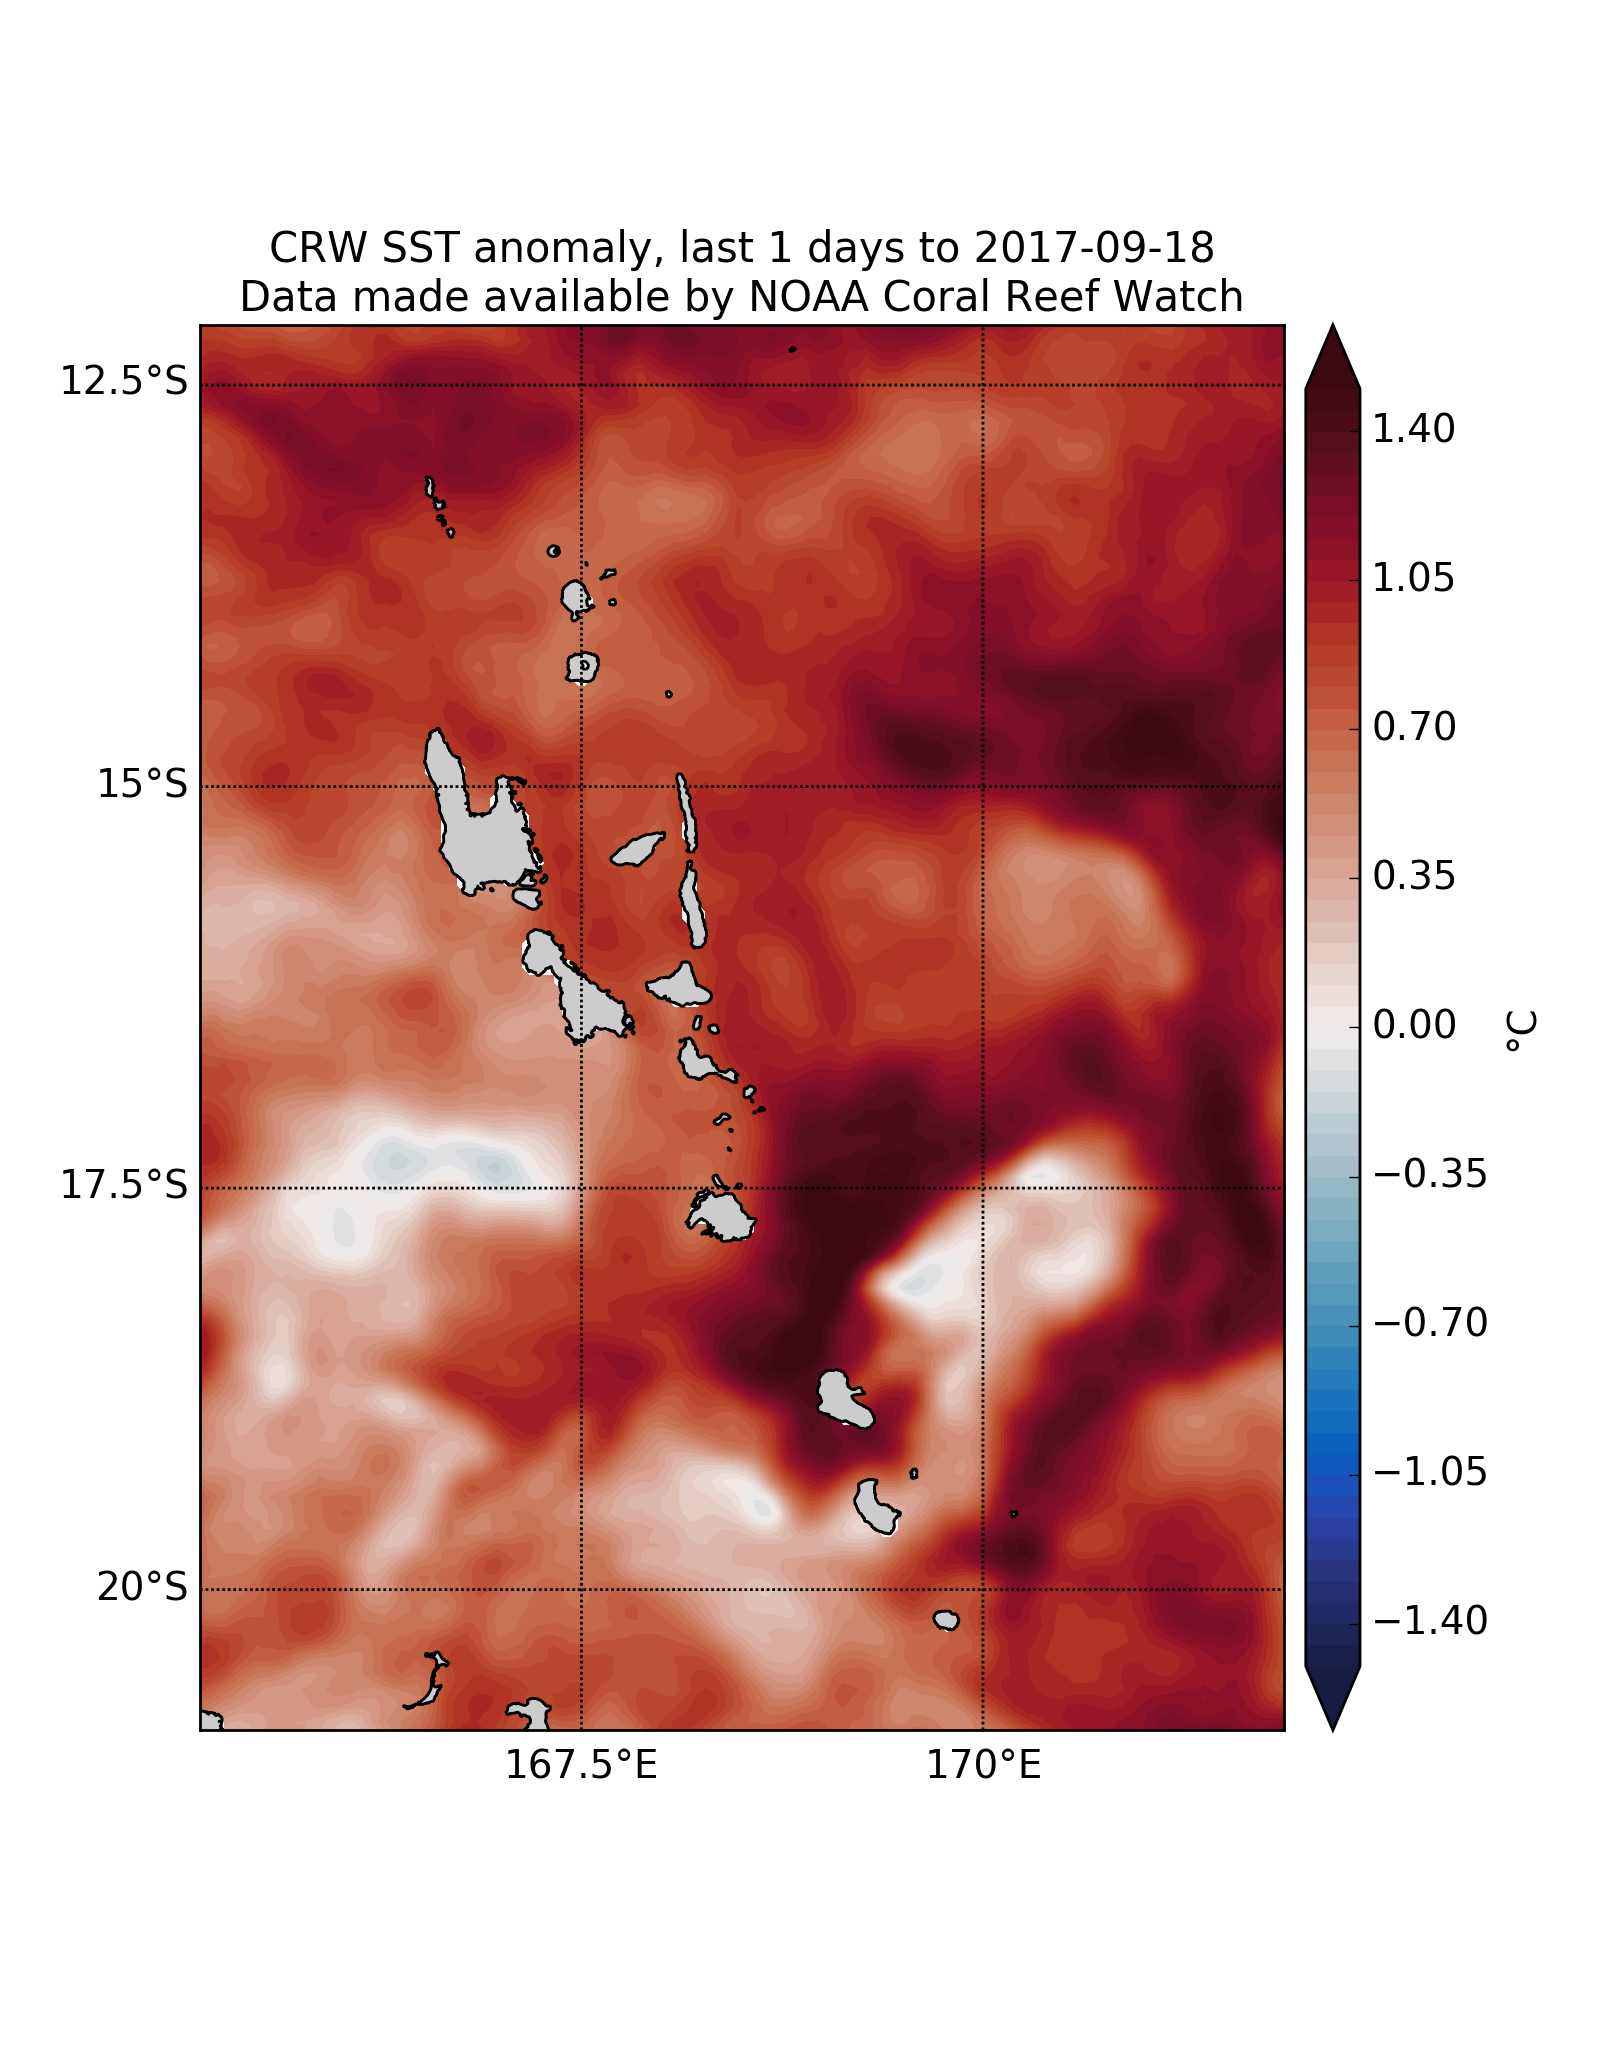 CRW SST anomaly, last 1 days to 2017-09-18
Data made available by NOAA Coral Reef Watch
12.5°S
15°S
17.5°S
20°S
167.5°E
170°E
1.40
1.05
0.70
0.35
0.00
−0.35
−0.70
−1.05
−1.40
°C